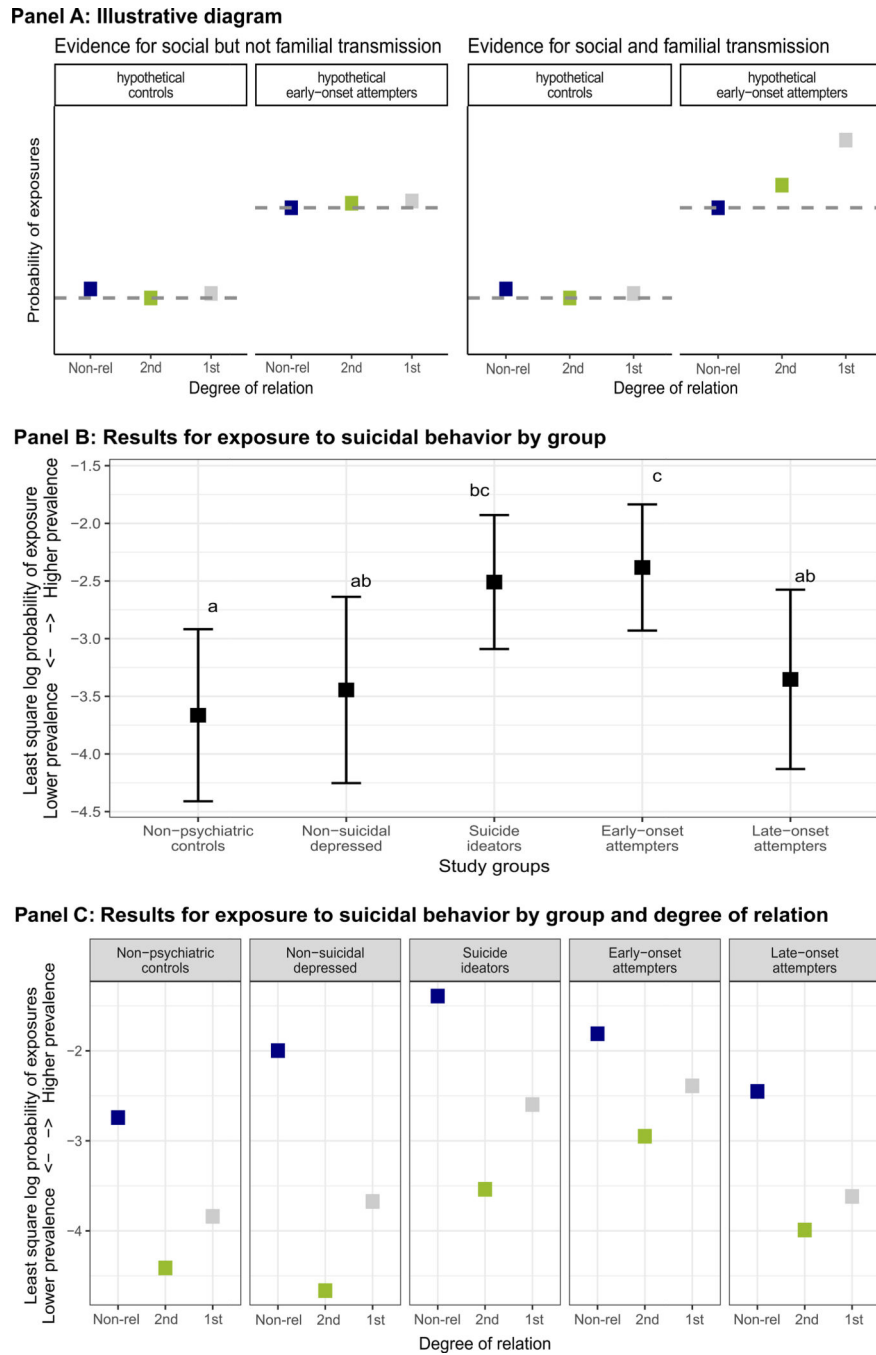 Panel A: Illustrative diagram
Evidence for social but not familial transmission
Evidence for social and familial transmission
hypothetical
controls
hypothetical
early−onset attempters
hypothetical
controls
hypothetical
early−onset attempters
Probability of exposures
Non-rel 2nd 1st
Non-rel 2nd 1st
Non-rel 2nd 1st
Non-rel 2nd 1st
Degree of relation
Degree of relation
Panel B: Results for exposure to suicidal behavior by group
Least square log probability of exposure
Lower prevalence <− −> Higher prevalence
−1.5
−2.0
−2.5
−3.0
−3.5
−4.0
−4.5
a
ab
bc
c
ab
Non−psychiatric
controls
Non−suicidal
depressed
Suicide
ideators
Early−onset
attempters
Late−onset
attempters
Study groups
Panel C: Results for exposure to suicidal behavior by group and degree of relation
Non−psychiatric
controls
Non−suicidal
depressed
Suicide
ideators
Early−onset
attempters
Late−onset
attempters
Least square log probability of exposures
Lower prevalence <− −> Higher prevalence
−2
−3
−4
Non−rel 2nd 1st
Non−rel 2nd 1st
Non−rel 2nd 1st
Non−rel 2nd 1st
Non−rel 2nd 1st
Degree of relation